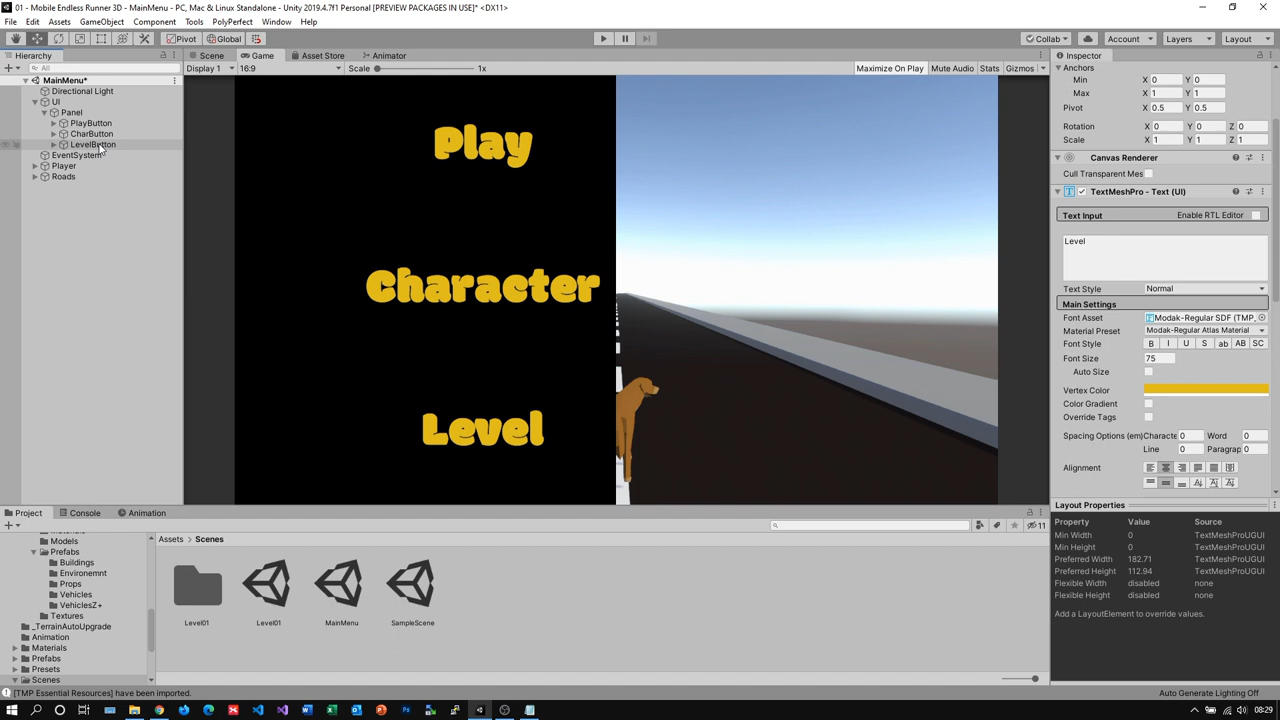 01 - Mobile Endless Runner 3D - MainMenu - PC, Mac & Linux Standalone - Unity 2019.4.7f1 Personal [PREVIEW PACKAGES IN USE]* <DX11>
File Edit Assets GameObject Component Tools PolyPerfect Window Help
Pivot Global Collab Account Layers Layout
Hierarchy
All
MainMenu*
Directional Light
UI
Panel
PlayButton
CharButton
LevelButton
EventSystem
Player
Roads
Scene Game Asset Store Animator
Display 1 16:9 Scale 1x Maximize On Play Mute Audio Stats Gizmos
Play
Character
Level
Inspector
Anchors
Min X 0 Y 0
Max X 1 Y 1
Pivot X 0.5 Y 0.5
Rotation X 0 Y 0 Z 0
Scale X 1 Y 1 Z 1
Canvas Renderer
Cull Transparent Mes
TextMeshPro - Text (UI)
Text Input Enable RTL Editor
Level
Text Style Normal
Main Settings
Font Asset Modak-Regular SDF (TMP_
Material Preset Modak-Regular Atlas Material
Font Style B I U S ab AB SC
Font Size 75
Auto Size
Vertex Color
Color Gradient
Override Tags
Spacing Options (em) Characte 0 Word 0
Line 0 Paragrap 0
Alignment
Layout Properties
Property Value Source
Min Width 0 TextMeshProUGUI
Min Height 0 TextMeshProUGUI
Preferred Width 182.71 TextMeshProUGUI
Preferred Height 112.94 TextMeshProUGUI
Flexible Width disabled none
Flexible Height disabled none
Add a LayoutElement to override values.
Project Console Animation
11
Models
Prefabs
Buildings
Environemnt
Props
Vehicles
VehiclesZ+
Textures
_TerrainAutoUpgrade
Animation
Materials
Prefabs
Presets
Scenes
Assets Scenes
Level01 Level01 MainMenu SampleScene
[TMP Essential Resources] have been imported.
Auto Generate Lighting Off
08:29